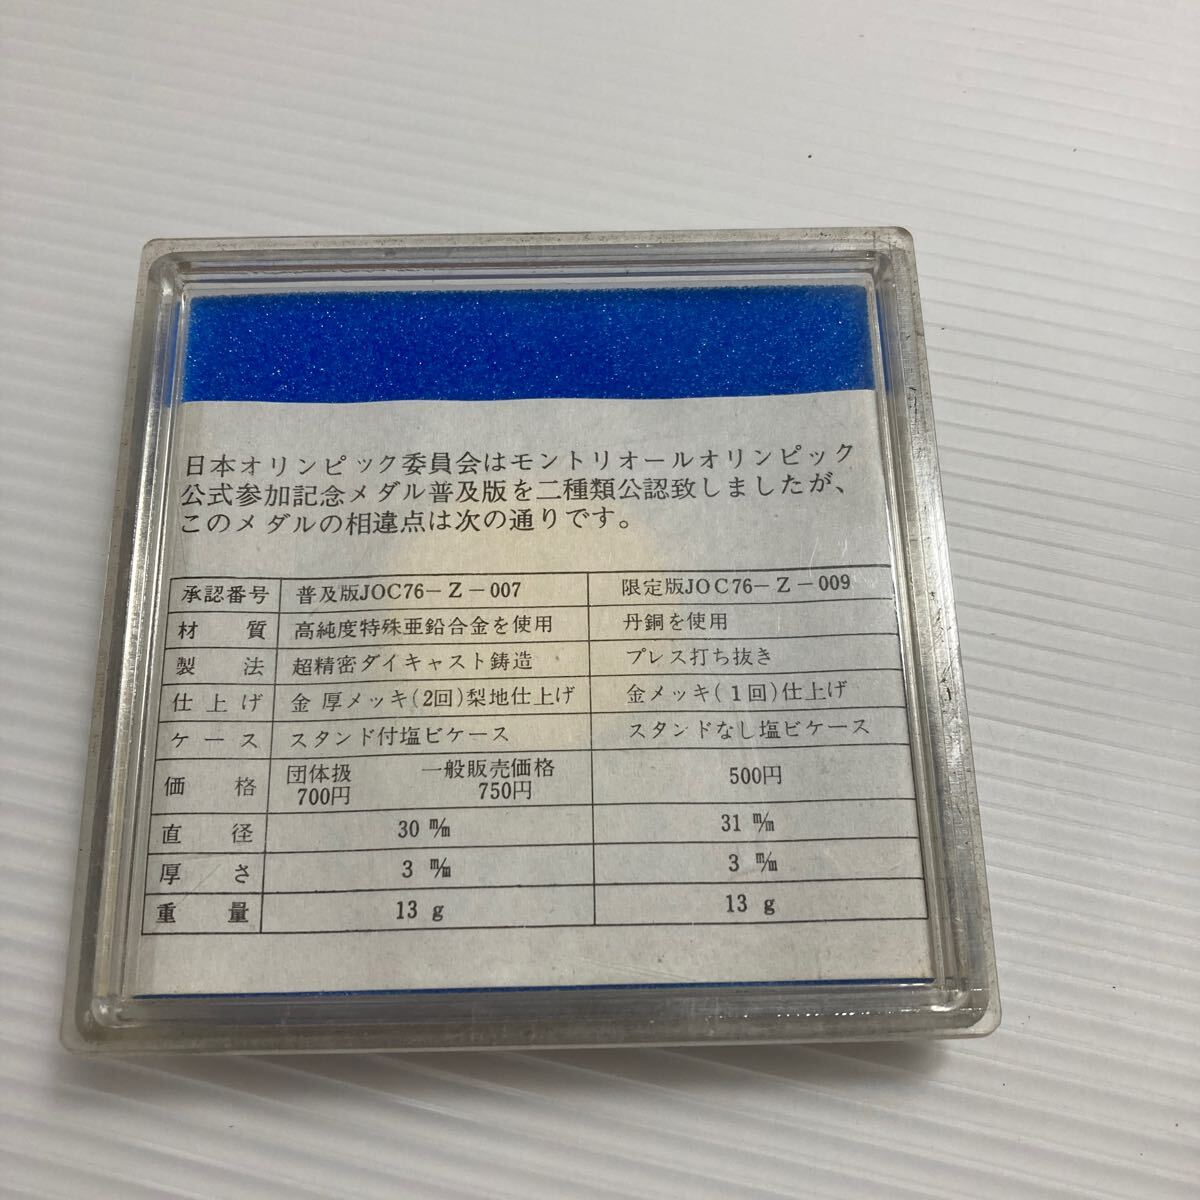 日本オリンピック委員会はモントリオールオリンピック
公式参加記念メダル普及版を二種類公認致しましたが、
このメダルの相違点は次の通りです。
承認番号 普及版JOC76-Z-007 限定版JOC76-Z-009
材質 高純度特殊亜鉛合金を使用 丹銅を使用
製法 超精密ダイキャスト鋳造 プレス打ち抜き
仕上げ 金厚メッキ(2回)梨地仕上げ 金メッキ(1回)仕上げ
ケース スタンド付塩ビケース スタンドなし塩ビケース
価格 団体扱 700円 一般販売価格 750円 500円
直径 30 m/m 31 m/m
厚さ 3 m/m 3 m/m
重量 13 g 13 g